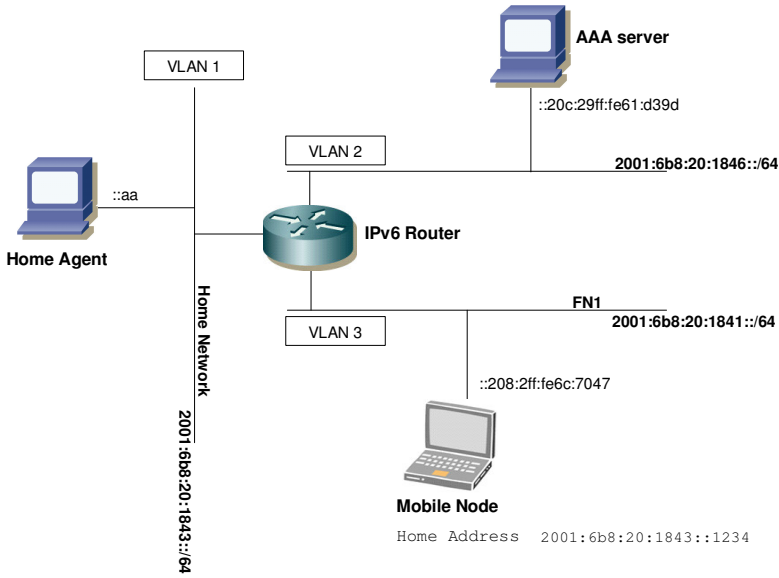 AAA server
VLAN 1
::20c:29ff:fe61:d39d
VLAN 2
2001:6b8:20:1846::/64
::aa
IPv6 Router
Home Agent
Home Network
2001:6b8:20:1843::/64
FN1
2001:6b8:20:1841::/64
VLAN 3
::208:2ff:fe6c:7047
Mobile Node
Home Address 2001:6b8:20:1843::1234